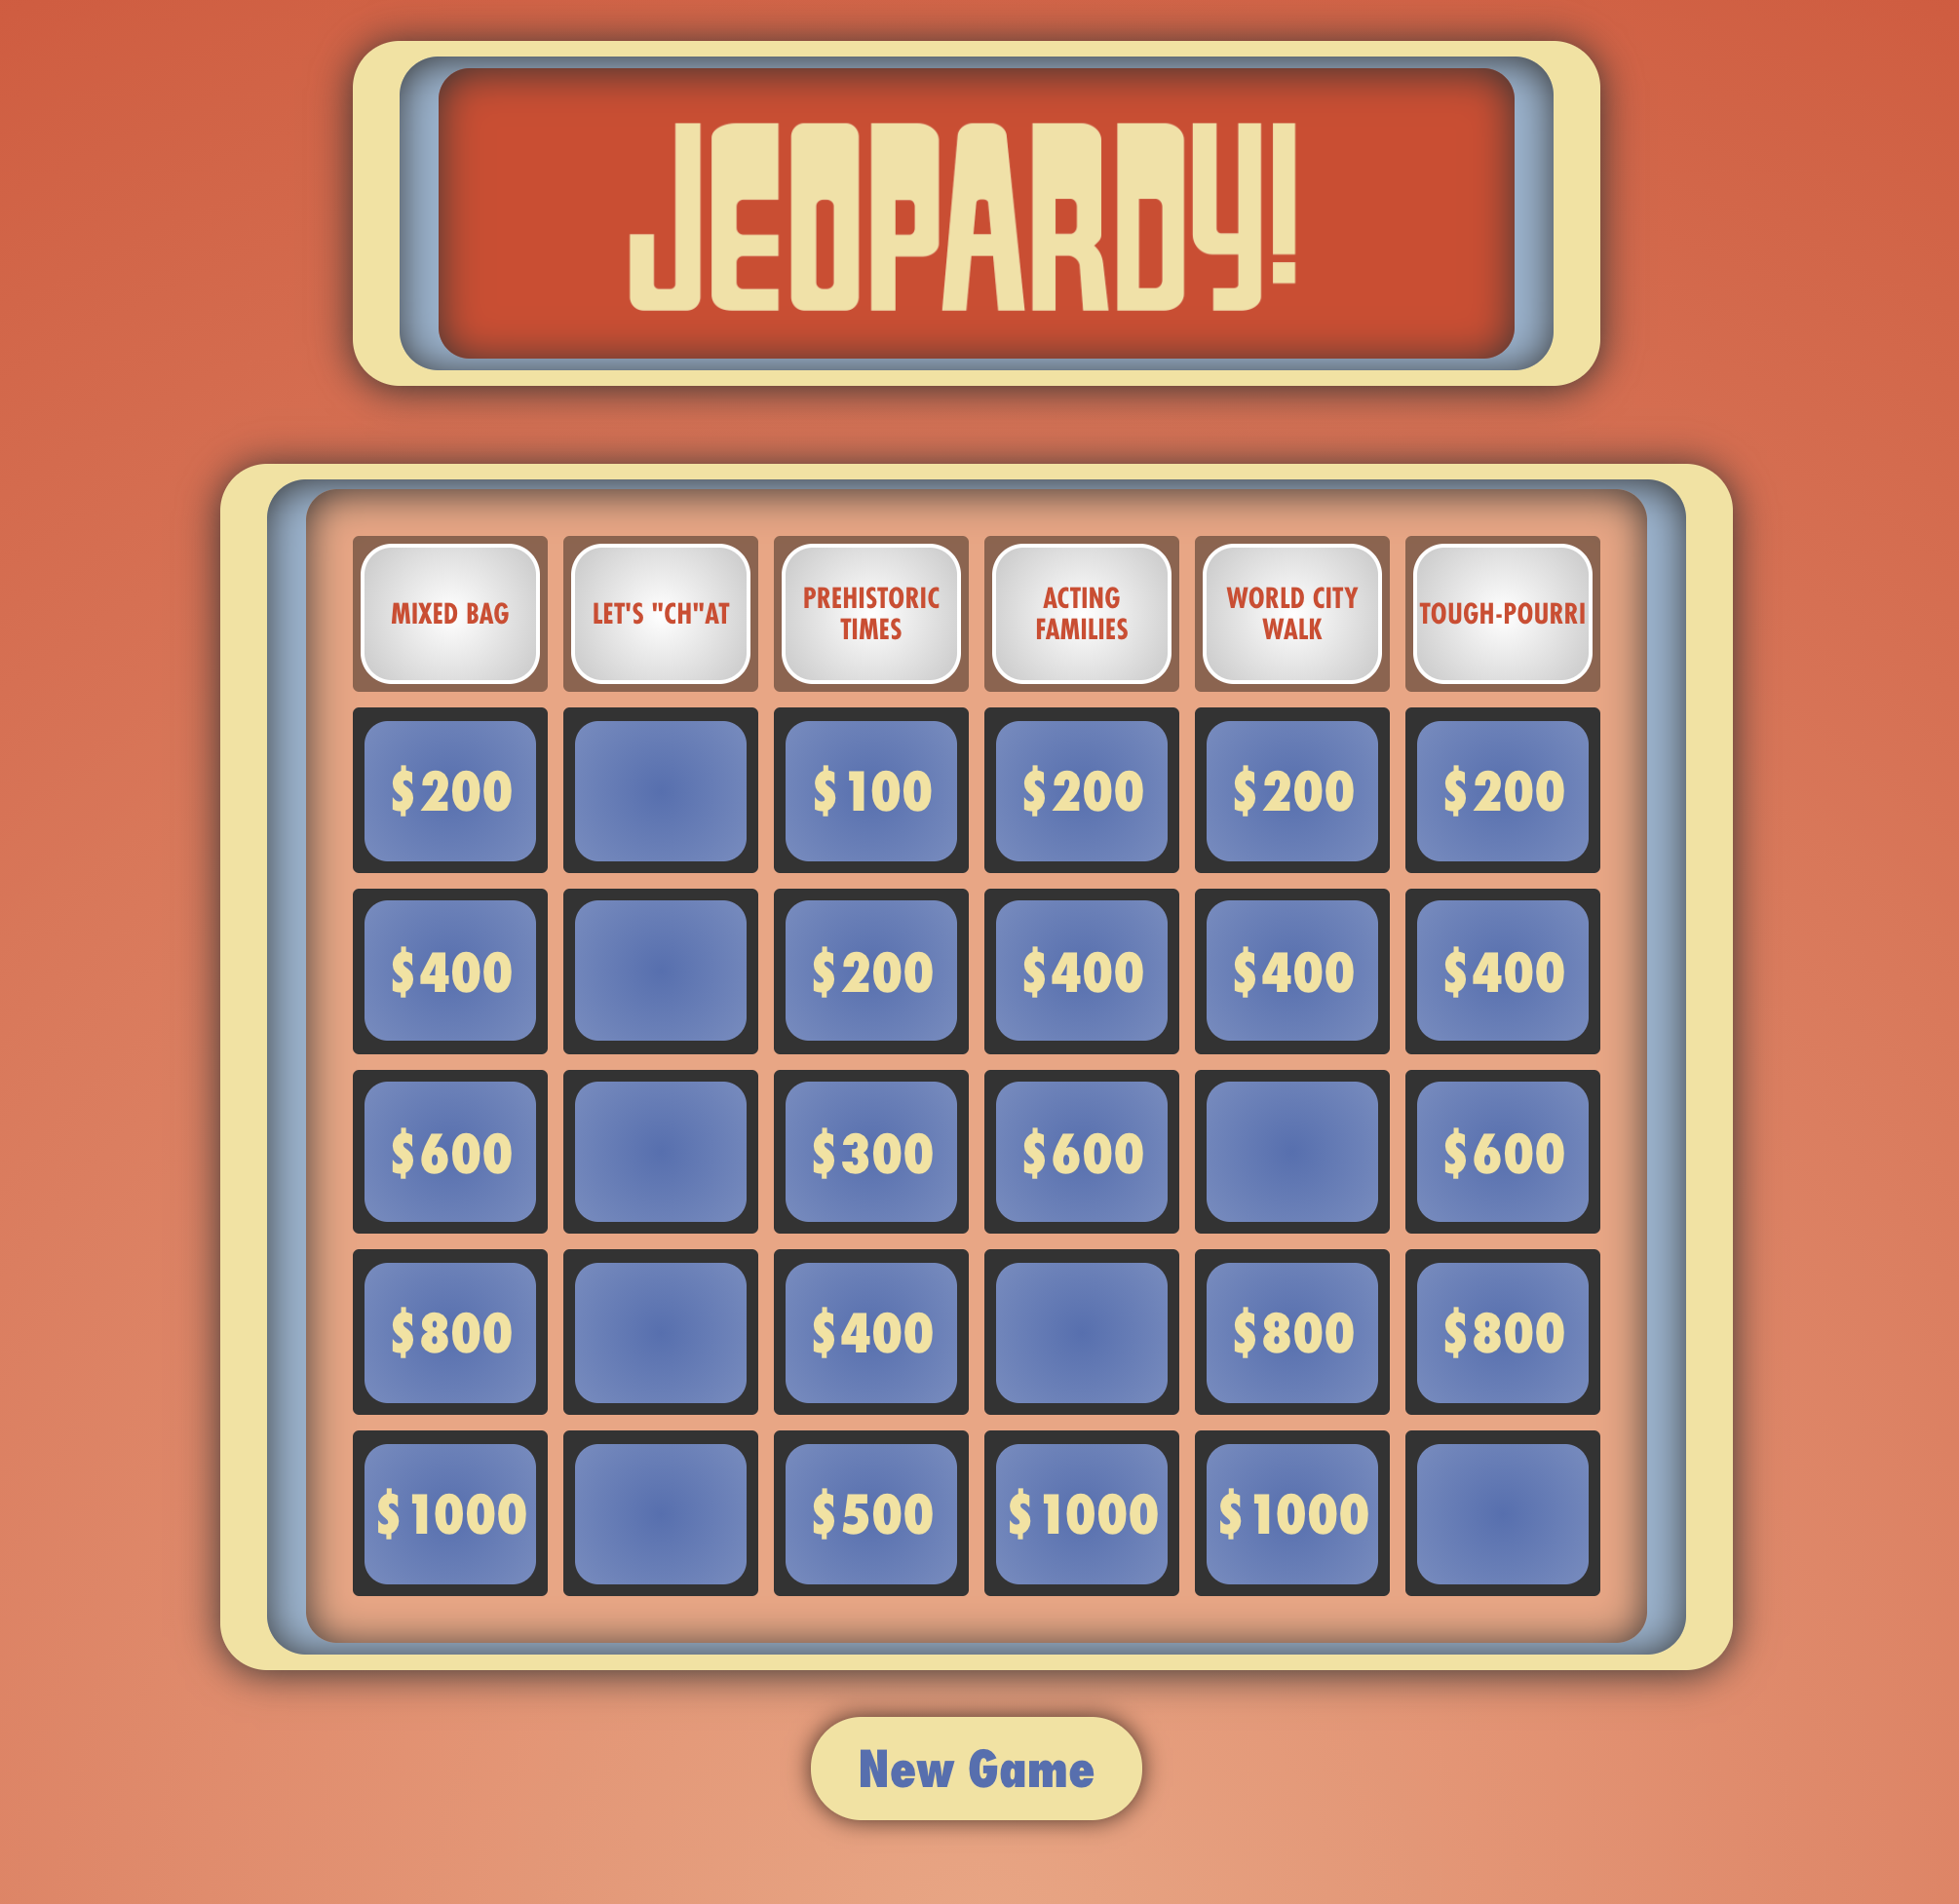 JEOPARDY!
MIXED BAG
LET'S "CH"AT
PREHISTORIC
TIMES
ACTING
FAMILIES
WORLD CITY
WALK
TOUGH-POURRI
$200
$100
$200
$200
$200
$400
$200
$400
$400
$400
$600
$300
$600
$600
$800
$400
$800
$800
$1000
$500
$1000
$1000
New Game